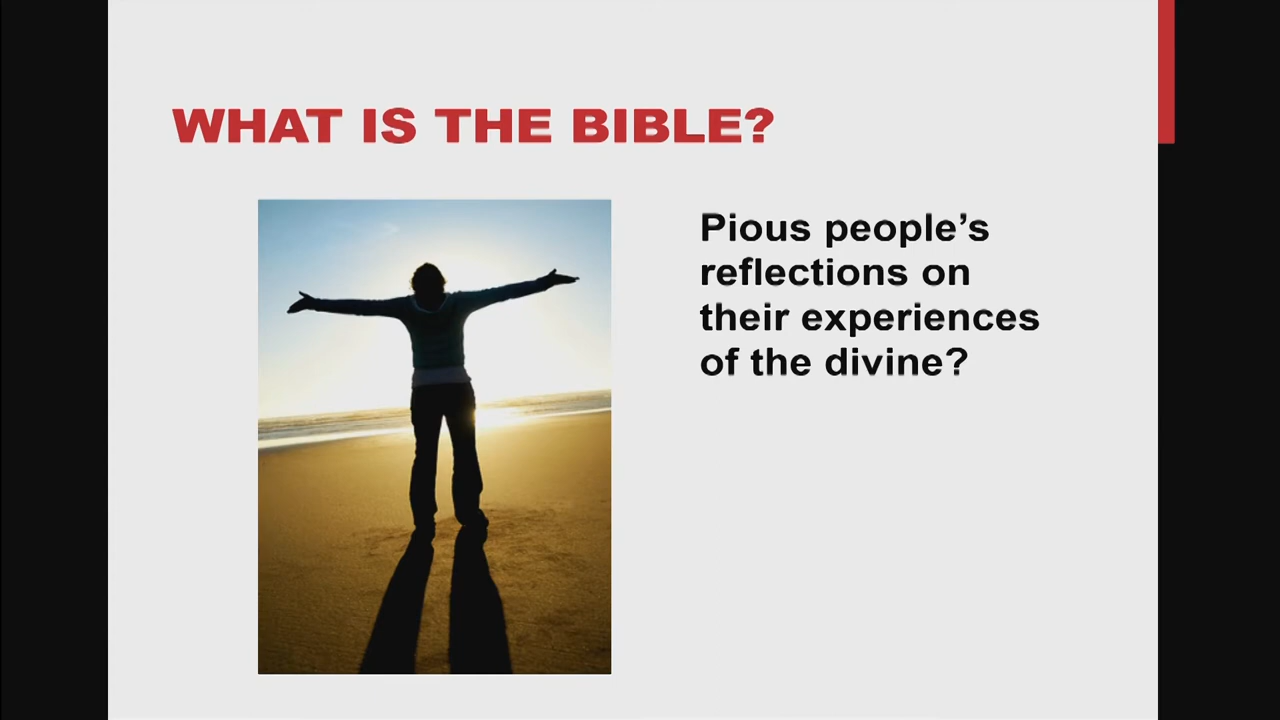 WHAT IS THE BIBLE?
Pious people’s
reflections on
their experiences
of the divine?